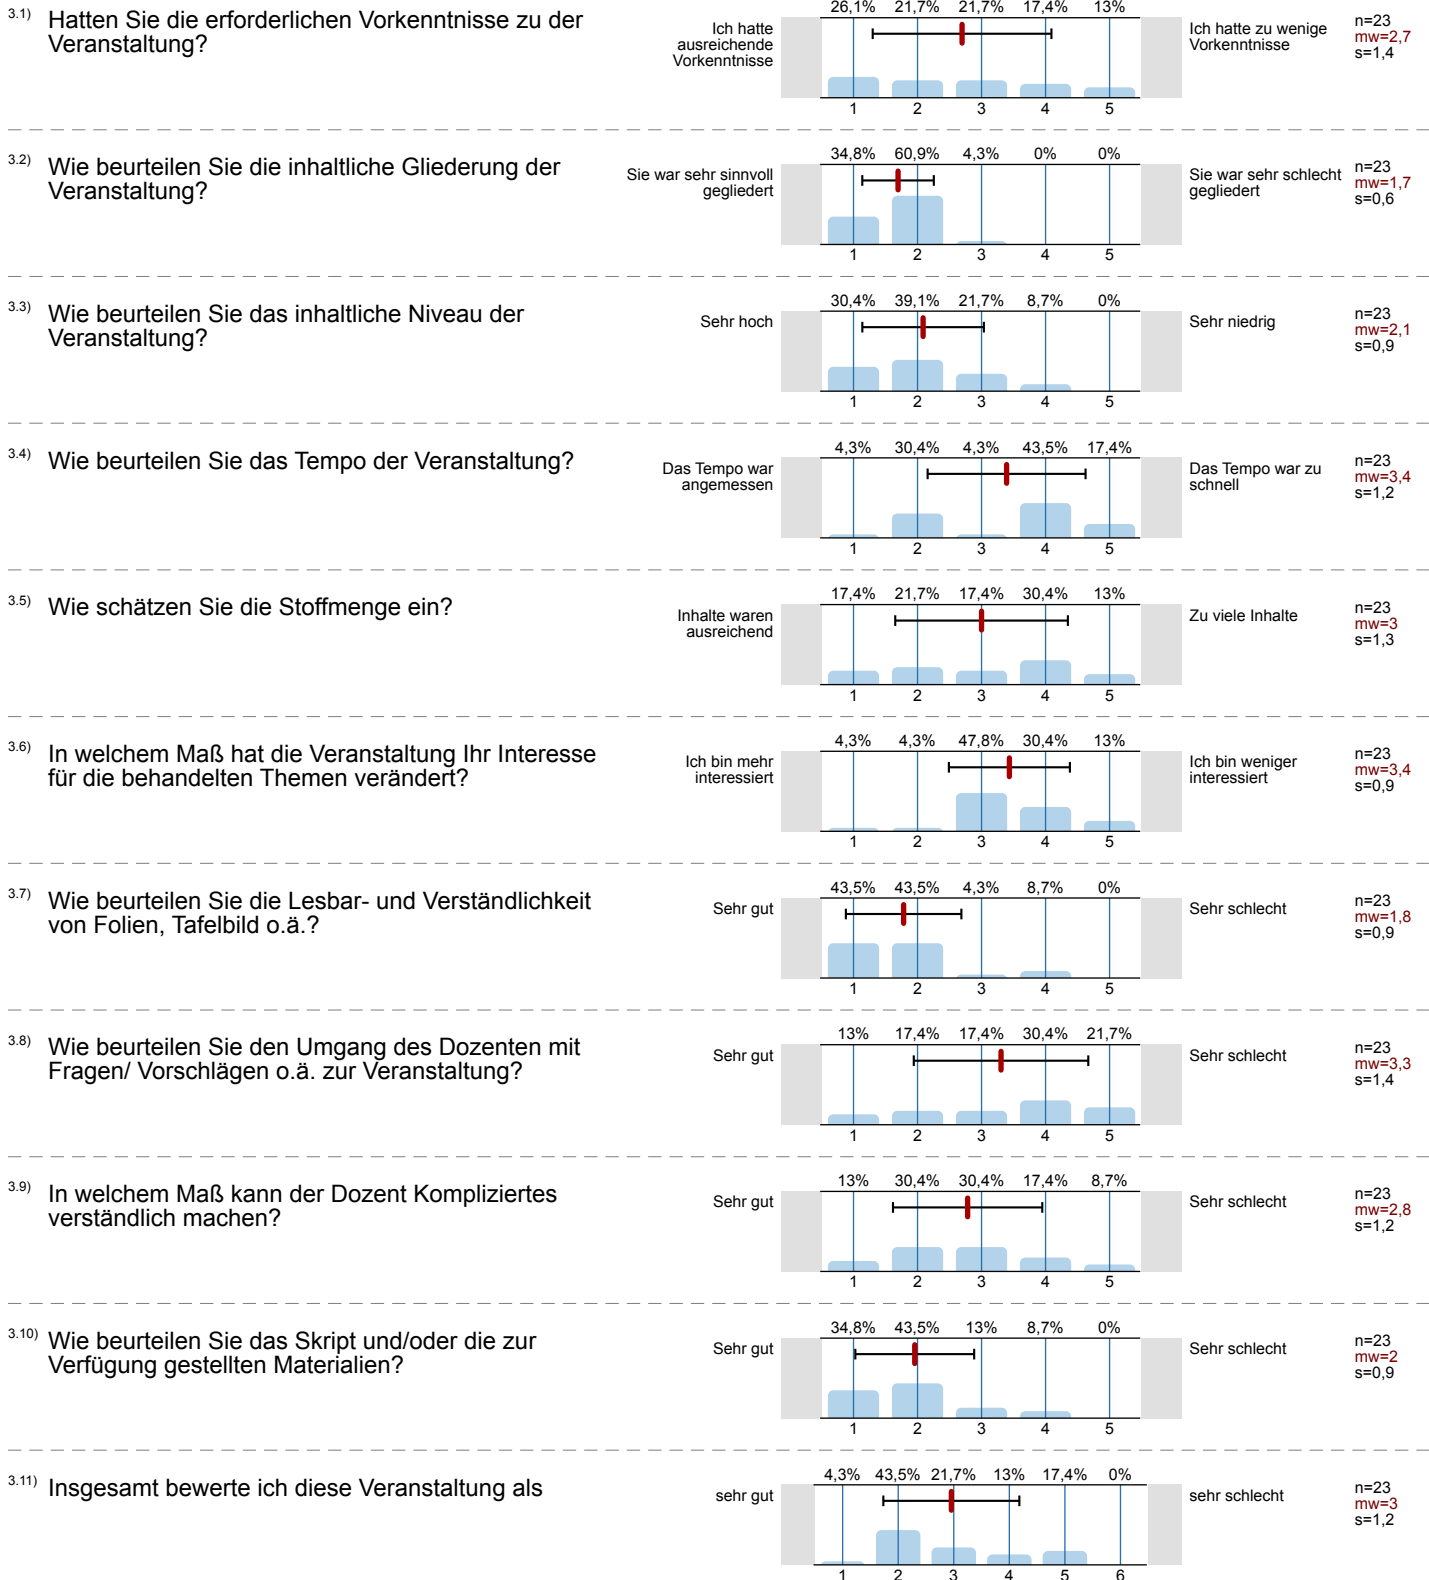 3.1) Hatten Sie die erforderlichen Vorkenntnisse zu der
Veranstaltung?
Ich hatte
ausreichende
Vorkenntnisse
26,1% 21,7% 21,7% 17,4% 13%
1 2 3 4 5
Ich hatte zu wenige
Vorkenntnisse
n=23
mw=2,7
s=1,4
3.2) Wie beurteilen Sie die inhaltliche Gliederung der
Veranstaltung?
Sie war sehr sinnvoll
gegliedert
34,8% 60,9% 4,3% 0% 0%
1 2 3 4 5
Sie war sehr schlecht
gegliedert
n=23
mw=1,7
s=0,6
3.3) Wie beurteilen Sie das inhaltliche Niveau der
Veranstaltung?
Sehr hoch
30,4% 39,1% 21,7% 8,7% 0%
1 2 3 4 5
Sehr niedrig
n=23
mw=2,1
s=0,9
3.4) Wie beurteilen Sie das Tempo der Veranstaltung?
Das Tempo war
angemessen
4,3% 30,4% 4,3% 43,5% 17,4%
1 2 3 4 5
Das Tempo war zu
schnell
n=23
mw=3,4
s=1,2
3.5) Wie schätzen Sie die Stoffmenge ein?
Inhalte waren
ausreichend
17,4% 21,7% 17,4% 30,4% 13%
1 2 3 4 5
Zu viele Inhalte
n=23
mw=3
s=1,3
3.6) In welchem Maß hat die Veranstaltung Ihr Interesse
für die behandelten Themen verändert?
Ich bin mehr
interessiert
4,3% 4,3% 47,8% 30,4% 13%
1 2 3 4 5
Ich bin weniger
interessiert
n=23
mw=3,4
s=0,9
3.7) Wie beurteilen Sie die Lesbar- und Verständlichkeit
von Folien, Tafelbild o.ä.?
Sehr gut
43,5% 43,5% 4,3% 8,7% 0%
1 2 3 4 5
Sehr schlecht
n=23
mw=1,8
s=0,9
3.8) Wie beurteilen Sie den Umgang des Dozenten mit
Fragen/ Vorschlägen o.ä. zur Veranstaltung?
Sehr gut
13% 17,4% 17,4% 30,4% 21,7%
1 2 3 4 5
Sehr schlecht
n=23
mw=3,3
s=1,4
3.9) In welchem Maß kann der Dozent Kompliziertes
verständlich machen?
Sehr gut
13% 30,4% 30,4% 17,4% 8,7%
1 2 3 4 5
Sehr schlecht
n=23
mw=2,8
s=1,2
3.10) Wie beurteilen Sie das Skript und/oder die zur
Verfügung gestellten Materialien?
Sehr gut
34,8% 43,5% 13% 8,7% 0%
1 2 3 4 5
Sehr schlecht
n=23
mw=2
s=0,9
3.11) Insgesamt bewerte ich diese Veranstaltung als
sehr gut
4,3% 43,5% 21,7% 13% 17,4% 0%
1 2 3 4 5 6
sehr schlecht
n=23
mw=3
s=1,2